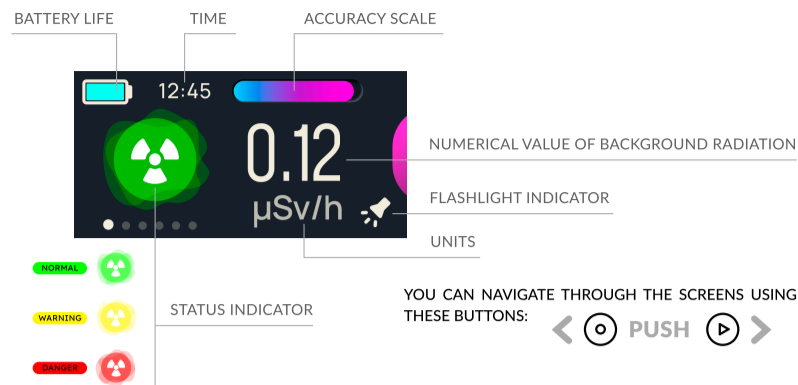 BATTERY LIFE
TIME
ACCURACY SCALE
12:45
0.12
µSv/h
NUMERICAL VALUE OF BACKGROUND RADIATION
FLASHLIGHT INDICATOR
UNITS
NORMAL
WARNING
DANGER
STATUS INDICATOR
YOU CAN NAVIGATE THROUGH THE SCREENS USING
THESE BUTTONS:
PUSH